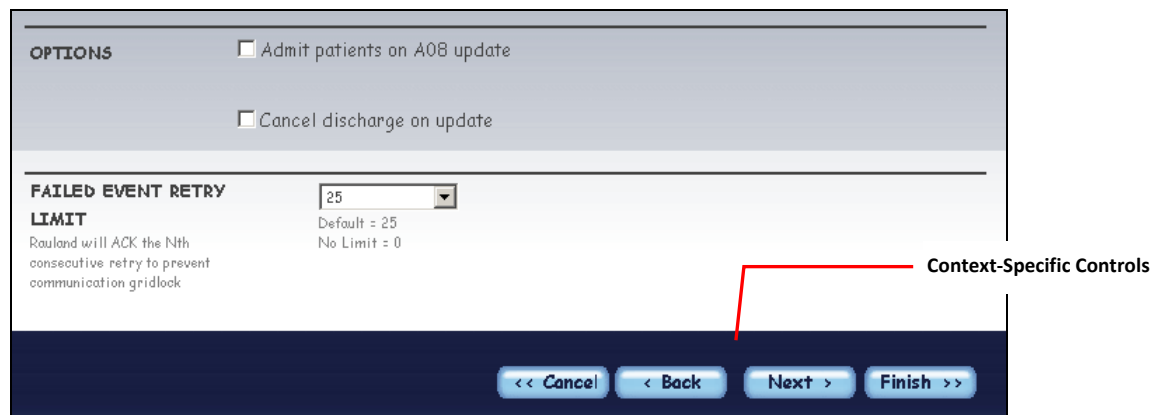 OPTIONS
Admit patients on A08 update
Cancel discharge on update
FAILED EVENT RETRY
LIMIT
Rauland will ACK the Nth
consecutive retry to prevent
communication gridlock
25
Default = 25
No Limit = 0
Context-Specific Controls
<< Cancel
< Back
Next >
Finish >>